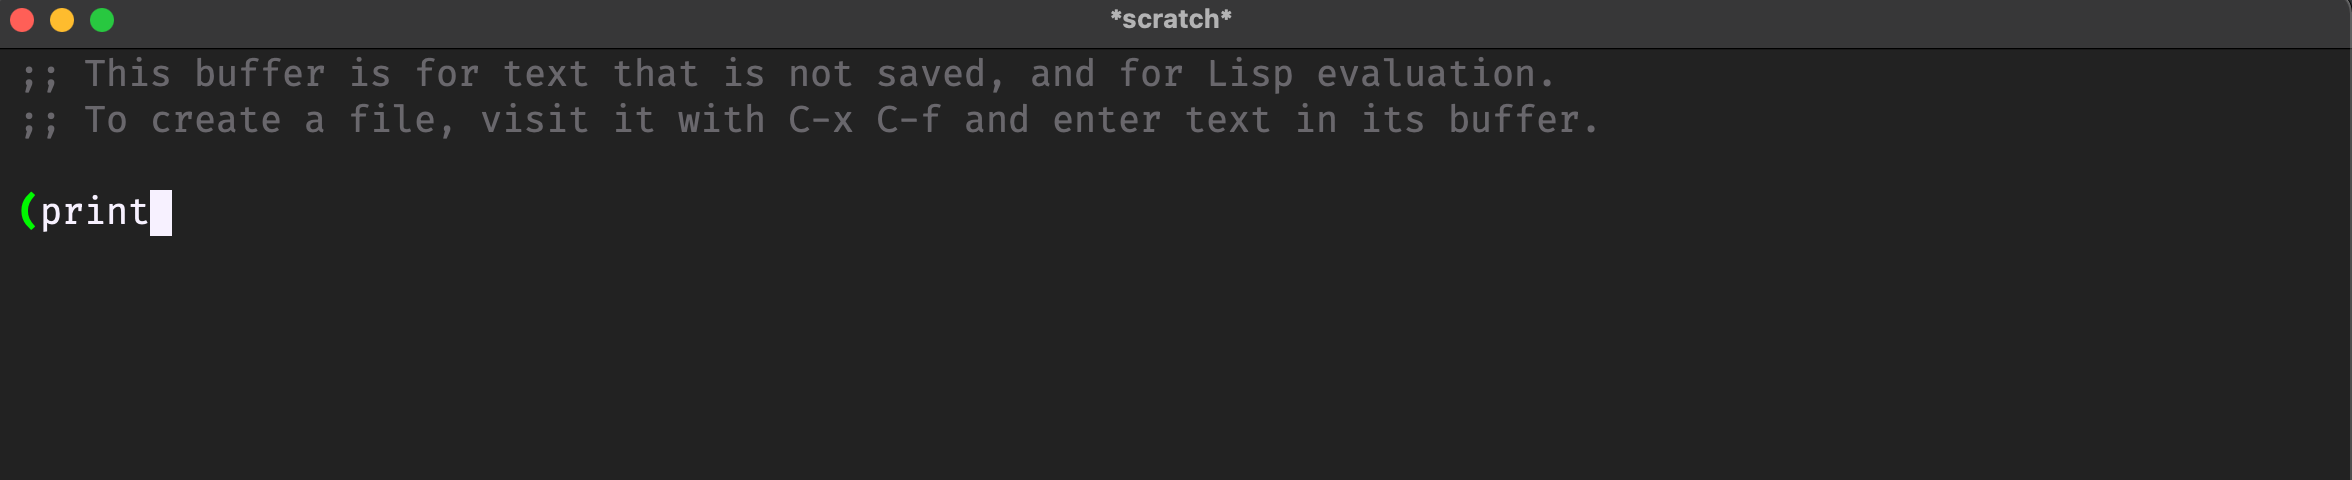 *scratch*
;; This buffer is for text that is not saved, and for Lisp evaluation.
;; To create a file, visit it with C-x C-f and enter text in its buffer.
(print